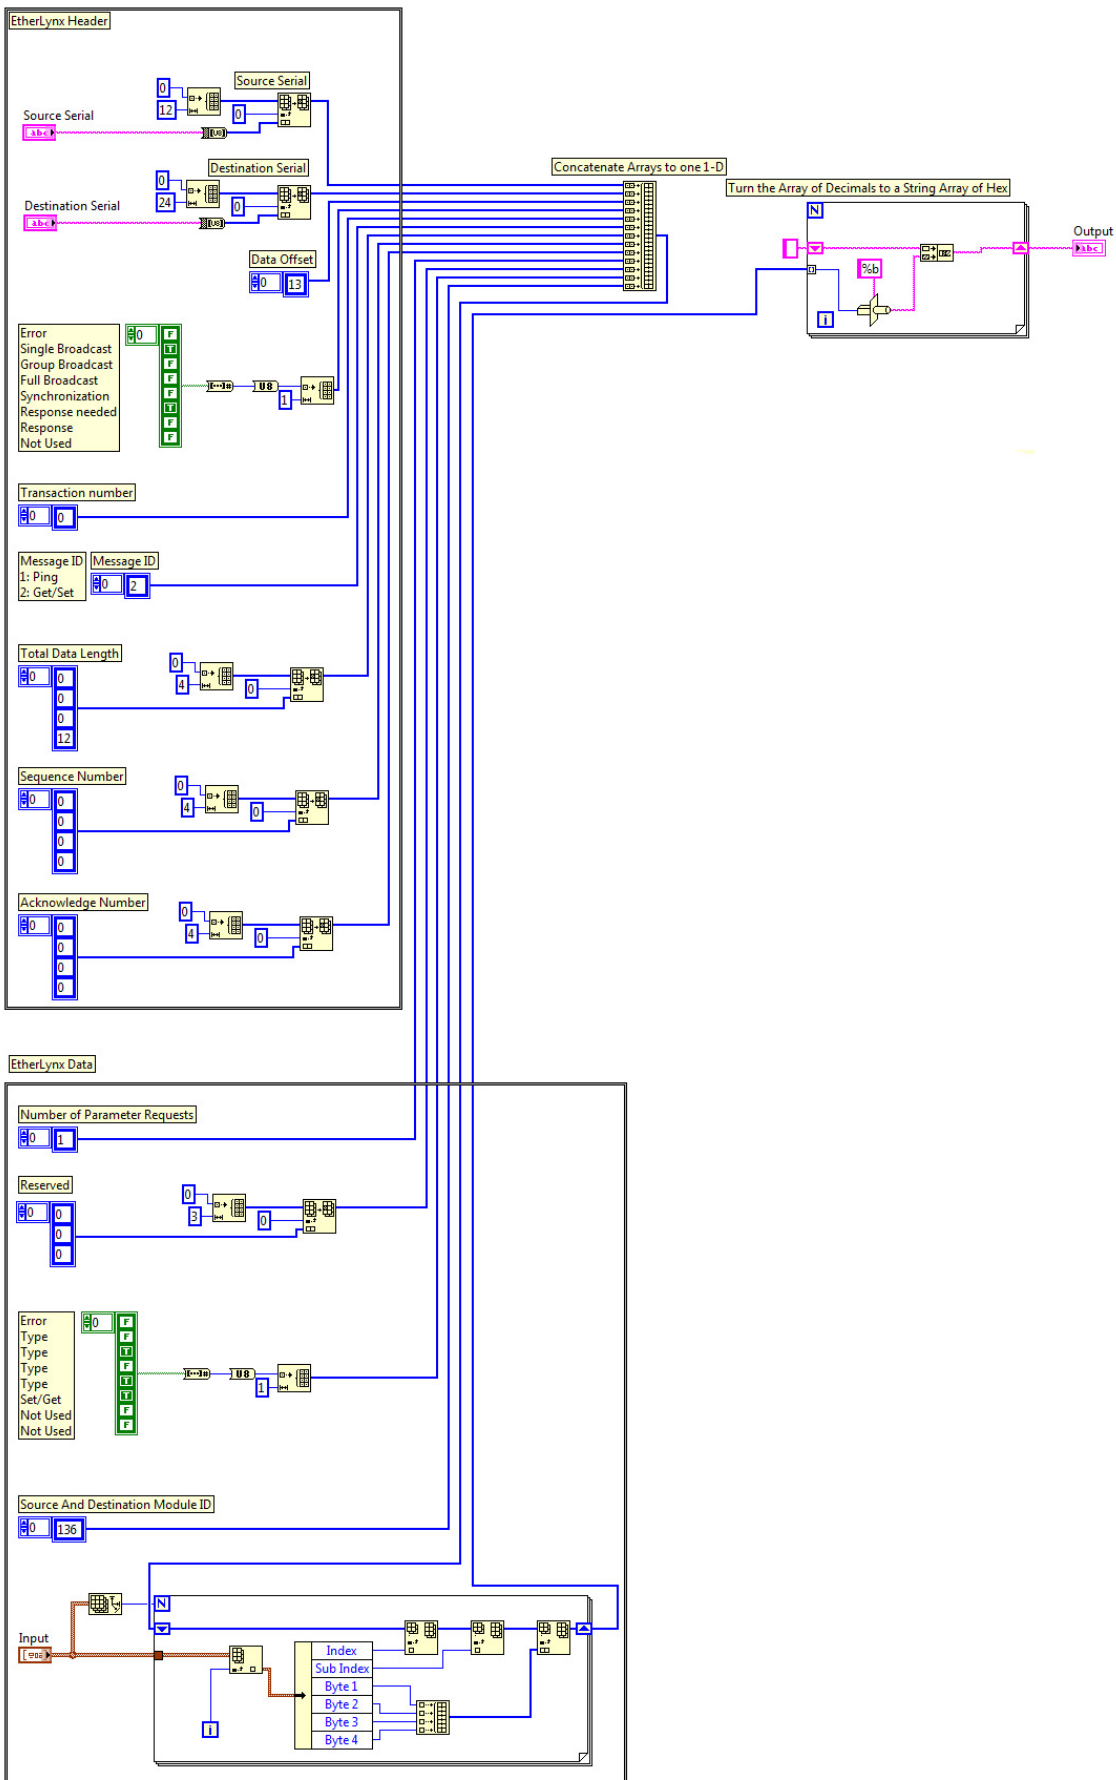 EtherLynx Header
Source Serial
0
12
0
Source Serial
abc
U8
Destination Serial
0
24
0
Destination Serial
abc
U8
Data Offset
0
13
Error
Single Broadcast
Group Broadcast
Full Broadcast
Synchronization
Response needed
Response
Not Used
0
F
T
F
F
F
T
F
F
U8
1
Transaction number
0
0
Message ID
1: Ping
2: Get/Set
Message ID
0
2
Total Data Length
0
0
0
0
12
0
4
0
Sequence Number
0
0
0
0
0
0
4
0
Acknowledge Number
0
0
0
0
0
0
4
0
Concatenate Arrays to one 1-D
Turn the Array of Decimals to a String Array of Hex
N
%b
i
Output
abc
EtherLynx Data
Number of Parameter Requests
0
1
Reserved
0
0
0
0
0
3
0
Error
Type
Type
Type
Type
Set/Get
Not Used
Not Used
0
F
F
T
F
T
T
F
F
U8
1
Source And Destination Module ID
0
136
Input
N
i
Index
Sub Index
Byte 1
Byte 2
Byte 3
Byte 4